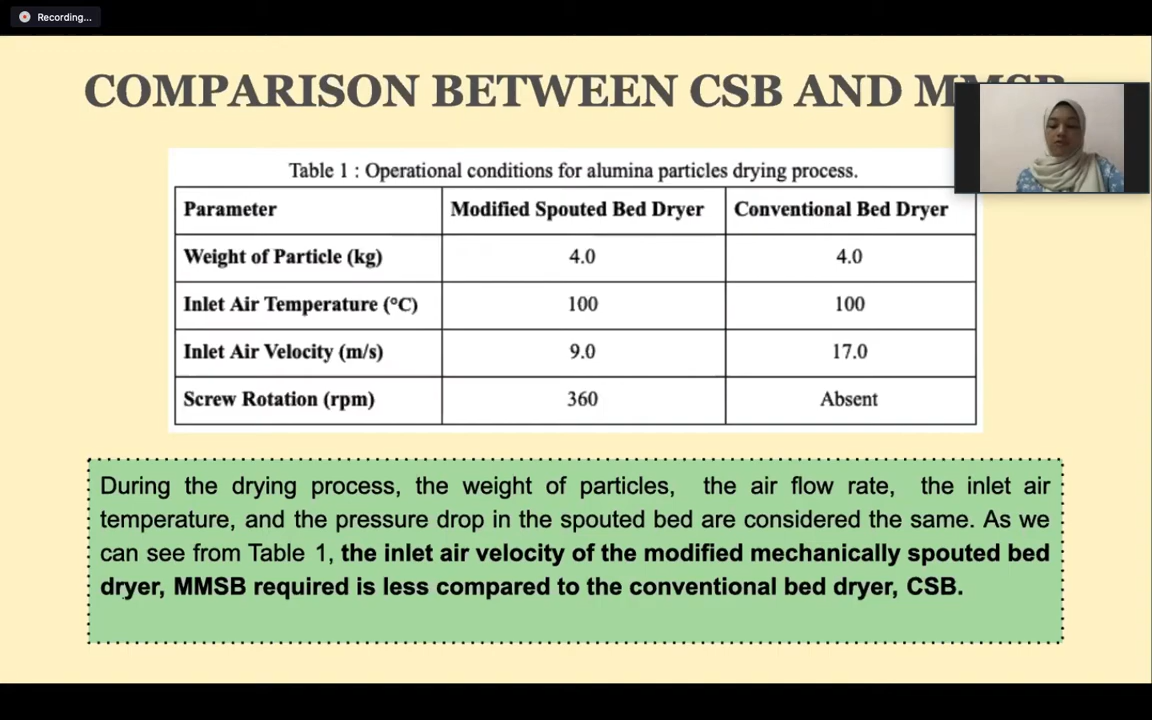 Recording...
COMPARISON BETWEEN CSB AND
Table 1 : Operational conditions for alumina particles drying process.
Parameter Modified Spouted Bed Dryer Conventional Bed Dryer
Weight of Particle (kg) 4.0 4.0
Inlet Air Temperature (°C) 100 100
Inlet Air Velocity (m/s) 9.0 17.0
Screw Rotation (rpm) 360 Absent
During the drying process, the weight of particles, the air flow rate, the inlet air
temperature, and the pressure drop in the spouted bed are considered the same. As we
can see from Table 1, the inlet air velocity of the modified mechanically spouted bed
dryer, MMSB required is less compared to the conventional bed dryer, CSB.